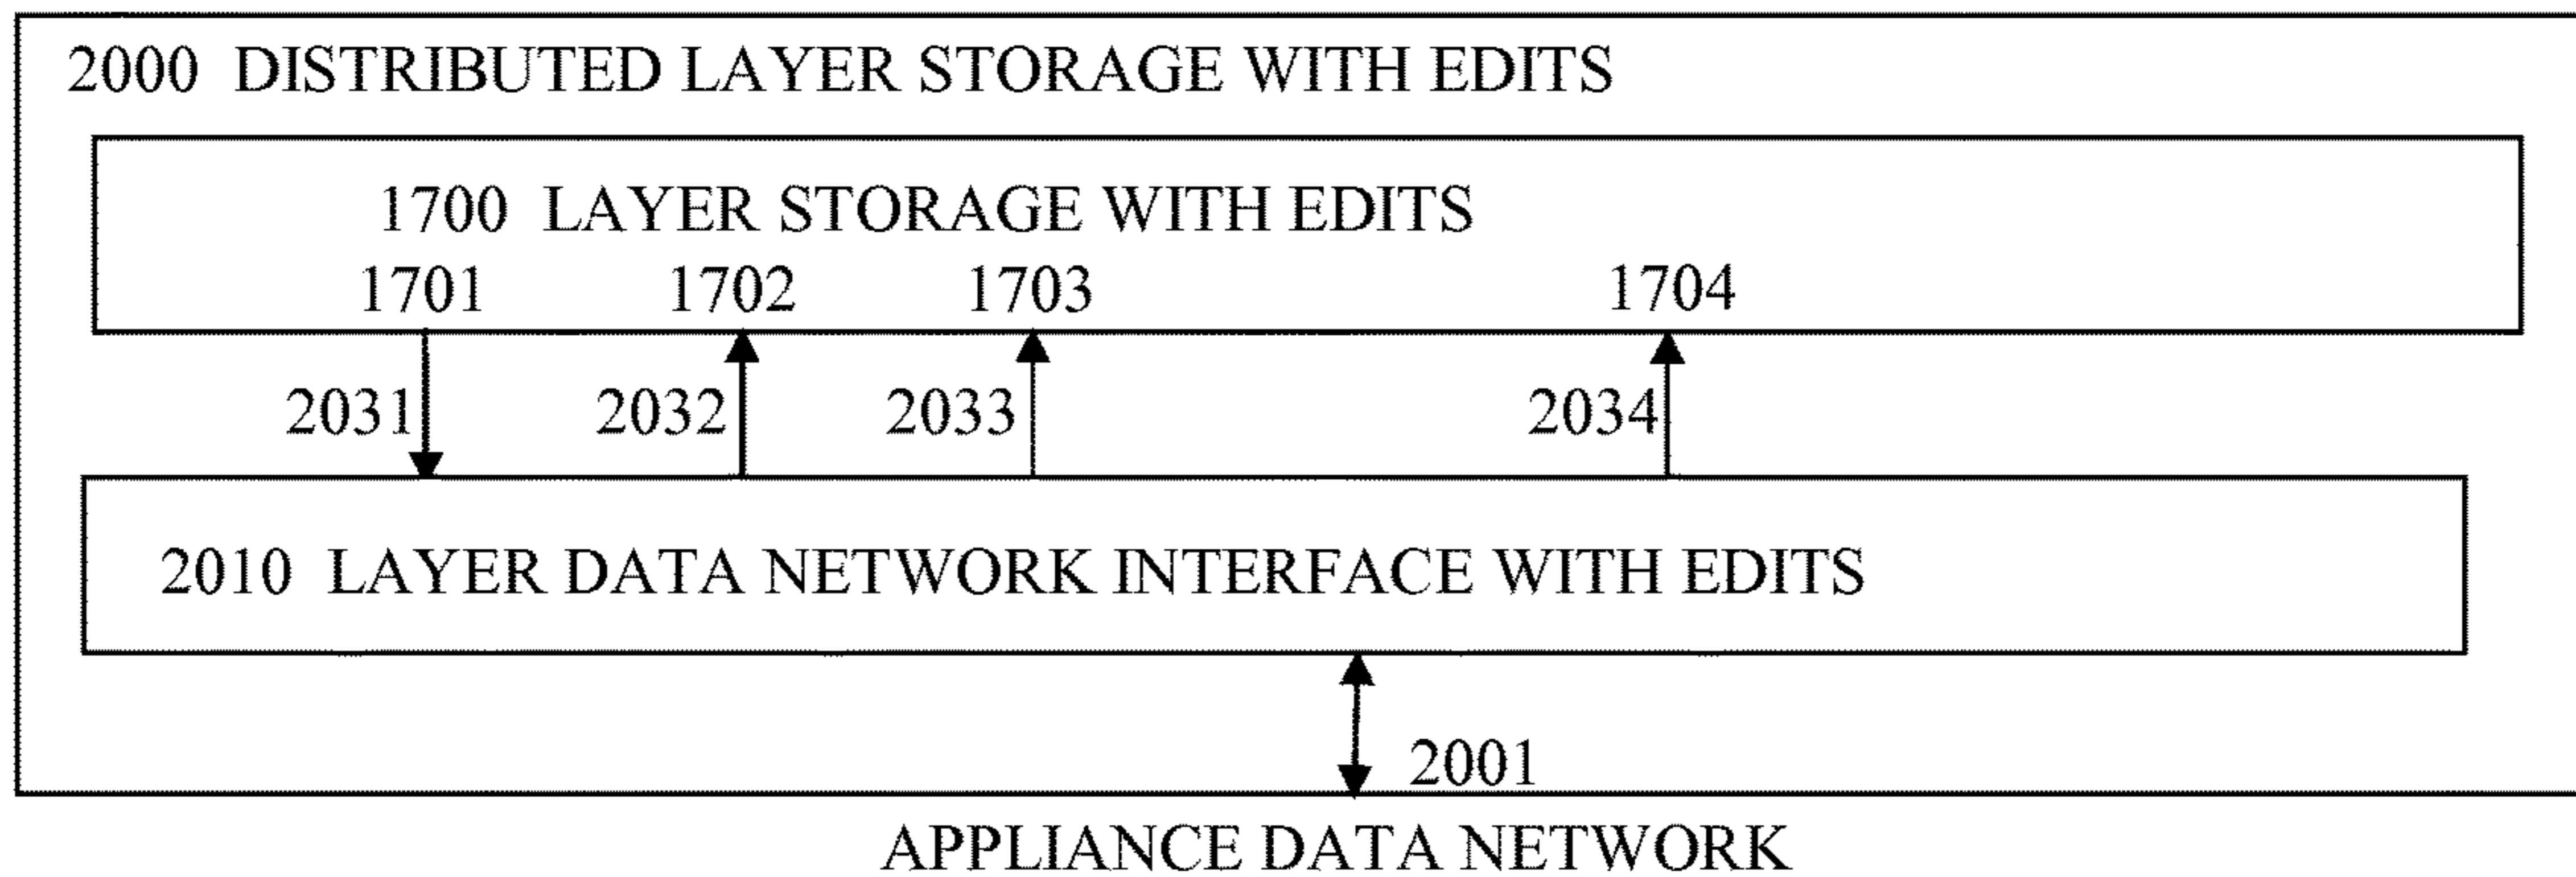 2000 DISTRIBUTED LAYER STORAGE WITH EDITS
1700 LAYER STORAGE WITH EDITS
1701 1702 1703 1704
2031 2032 2033 2034
2010 LAYER DATA NETWORK INTERFACE WITH EDITS
2001
APPLIANCE DATA NETWORK